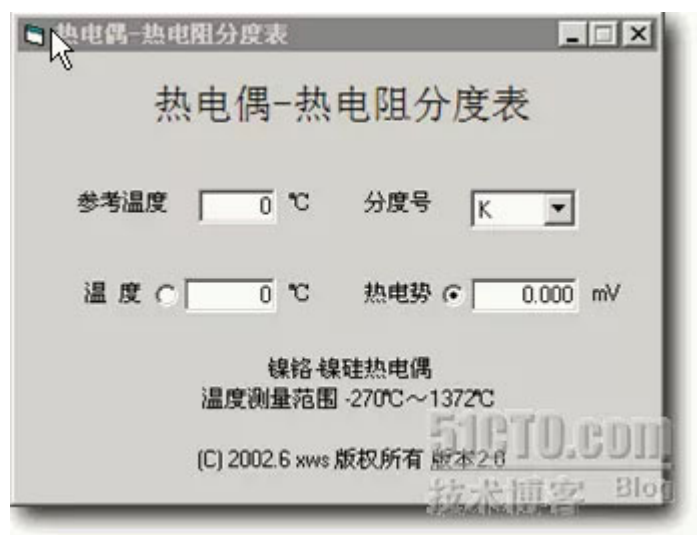 热电偶-热电阻分度表
热电偶-热电阻分度表
参考温度 0 ℃ 分度号 K
温 度 0 ℃ 热电势 0.000 mV
镍铬-镍硅热电偶
温度测量范围 -270℃～1372℃
(C) 2002.6 xws 版权所有 版本2.0
51CTO.com
技术博客 Blog